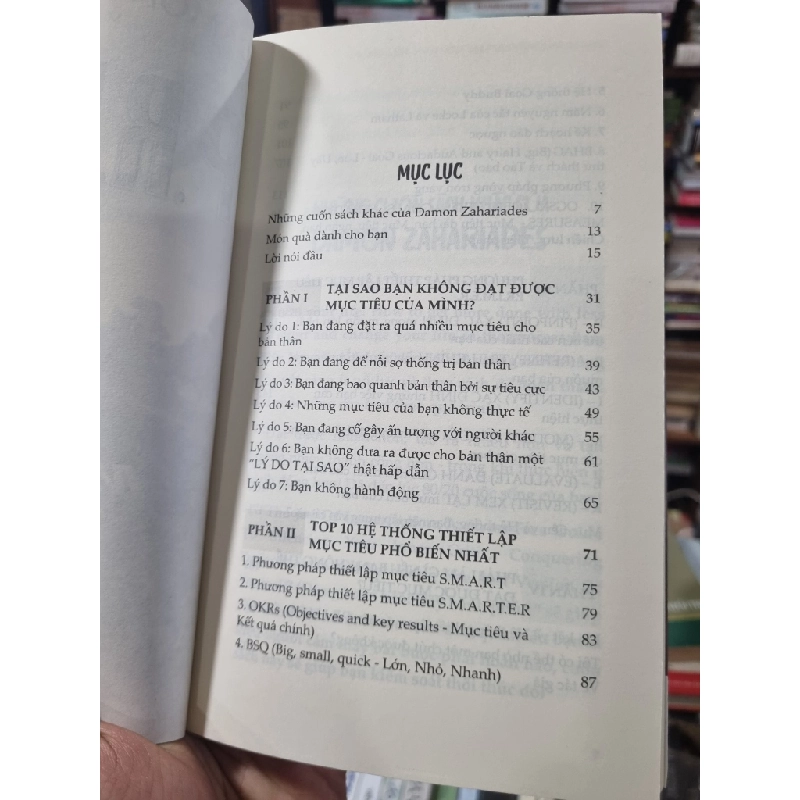 MỤC LỤC
Những cuốn sách khác của Damon Zahariades 7
Món quà dành cho bạn 13
Lời nói đầu 15
PHẦN I TẠI SAO BẠN KHÔNG ĐẠT ĐƯỢC
MỤC TIÊU CỦA MÌNH? 31
Lý do 1: Bạn đang đặt ra quá nhiều mục tiêu cho 35
bản thân
Lý do 2: Bạn đang để nỗi sợ thống trị bản thân 39
Lý do 3: Bạn đang bao quanh bản thân bởi sự tiêu cực 43
Lý do 4: Những mục tiêu của bạn không thực tế 49
Lý do 5: Bạn đang cố gây ấn tượng với người khác 55
Lý do 6: Bạn không đưa ra được cho bản thân một 61
"LÝ DO TẠI SAO" thật hấp dẫn
Lý do 7: Bạn không hành động 65
PHẦN II TOP 10 HỆ THỐNG THIẾT LẬP
MỤC TIÊU PHỔ BIẾN NHẤT 71
1. Phương pháp thiết lập mục tiêu S.M.A.R.T 75
2. Phương pháp thiết lập mục tiêu S.M.A.R.T.E.R 79
3. OKRs (Objectives and key results - Mục tiêu và 83
Kết quả chính)
4. BSQ (Big, small, quick - Lớn, Nhỏ, Nhanh) 87